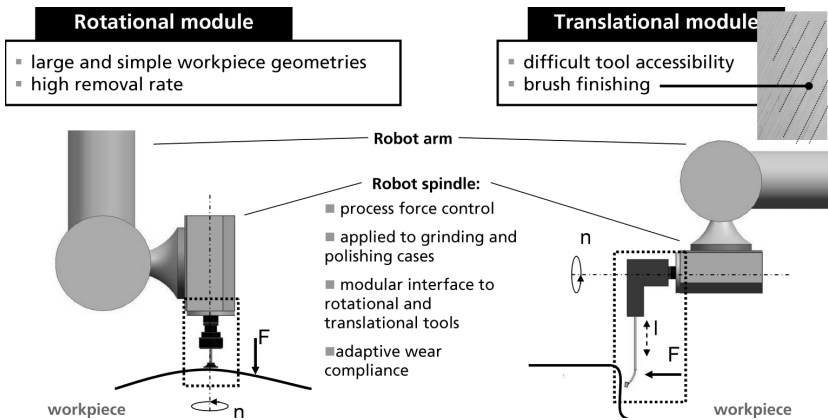 Rotational module
▪ large and simple workpiece geometries
▪ high removal rate
Translational module
▪ difficult tool accessibility
▪ brush finishing
Robot arm
Robot spindle:
■ process force control
■ applied to grinding and
polishing cases
■ modular interface to
rotational and
translational tools
■adaptive wear
compliance
F
n
workpiece
n
l
F
workpiece